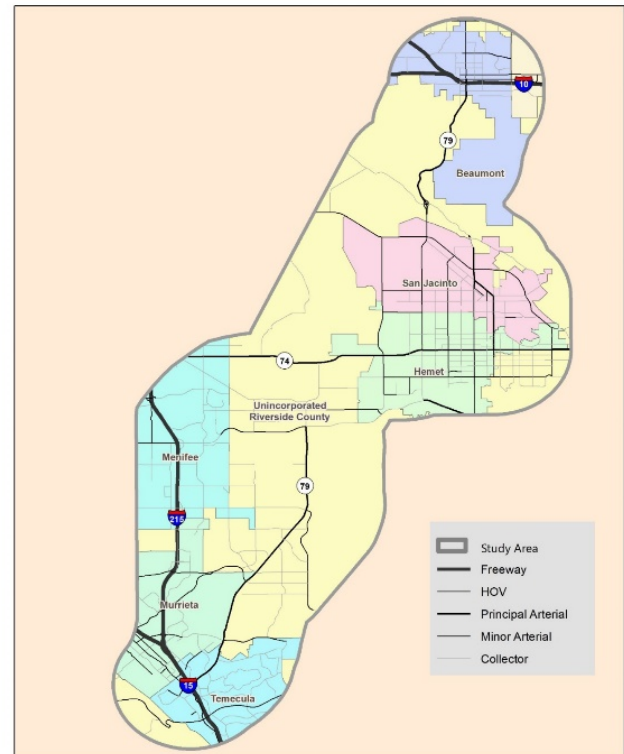 10
79
Beaumont
San Jacinto
74
Hemet
Unincorporated
Riverside County
Menifee
79
215
Study Area
Freeway
HOV
Murrieta
Principal Arterial
Minor Arterial
Collector
15
Temecula